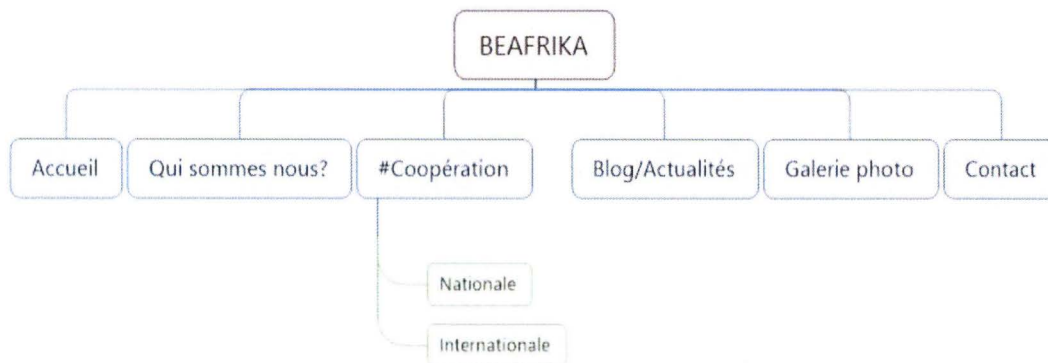 BEAFRIKA
Accueil
Qui sommes nous?
#Coopération
Blog/Actualités
Galerie photo
Contact
Nationale
Internationale